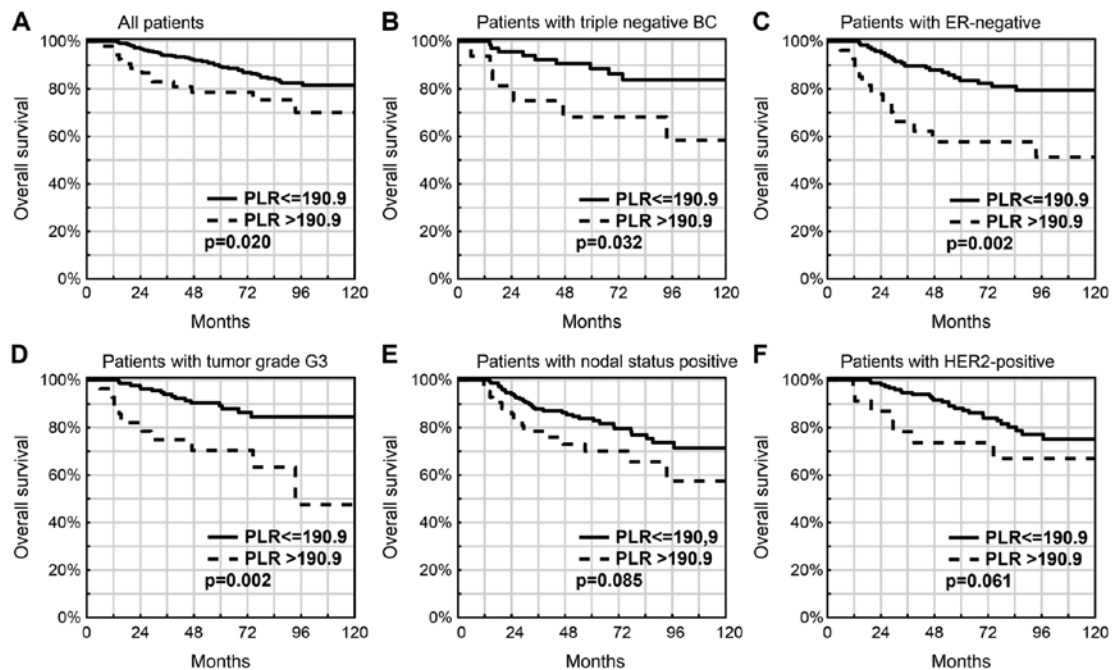 A All patients
100%
80%
60%
40%
20%
0%
Overall survival
PLR<=190.9
PLR >190.9
p=0.020
0 24 48 72 96 120
Months
B Patients with triple negative BC
100%
80%
60%
40%
20%
0%
Overall survival
PLR<=190.9
PLR >190.9
p=0.032
0 24 48 72 96 120
Months
C Patients with ER-negative
100%
80%
60%
40%
20%
0%
Overall survival
PLR<=190.9
PLR >190.9
p=0.002
0 24 48 72 96 120
Months
D Patients with tumor grade G3
100%
80%
60%
40%
20%
0%
Overall survival
PLR<=190.9
PLR >190.9
p=0.002
0 24 48 72 96 120
Months
E Patients with nodal status positive
100%
80%
60%
40%
20%
0%
Overall survival
PLR<=190,9
PLR >190.9
p=0.085
0 24 48 72 96 120
Months
F Patients with HER2-positive
100%
80%
60%
40%
20%
0%
Overall survival
PLR<=190.9
PLR >190.9
p=0.061
0 24 48 72 96 120
Months